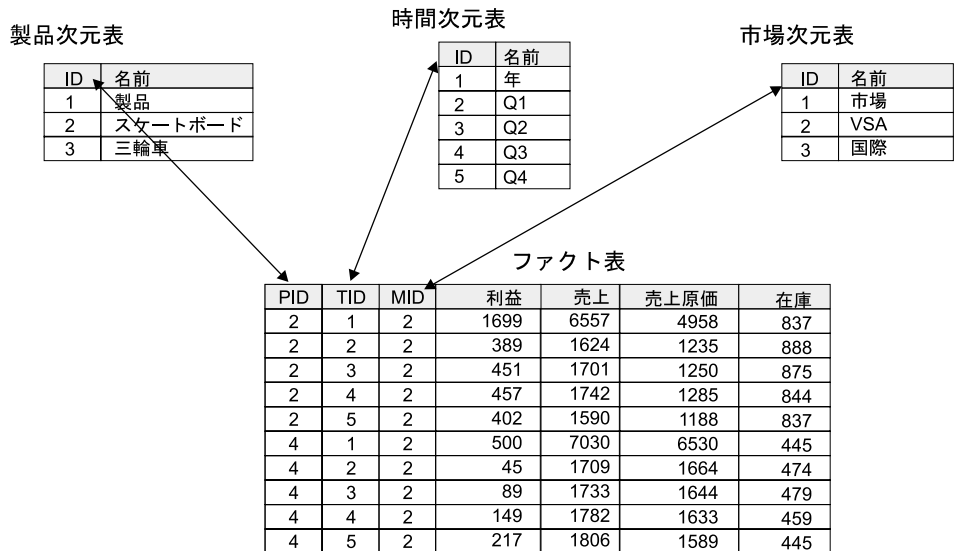 製品次元表
ID 名前
1 製品
2 スケートボード
3 三輪車
時間次元表
ID 名前
1 年
2 Q1
3 Q2
4 Q3
5 Q4
市場次元表
ID 名前
1 市場
2 VSA
3 国際
ファクト表
PID TID MID 利益 売上 売上原価 在庫
2 1 2 1699 6557 4958 837
2 2 2 389 1624 1235 888
2 3 2 451 1701 1250 875
2 4 2 457 1742 1285 844
2 5 2 402 1590 1188 837
4 1 2 500 7030 6530 445
4 2 2 45 1709 1664 474
4 3 2 89 1733 1644 479
4 4 2 149 1782 1633 459
4 5 2 217 1806 1589 445